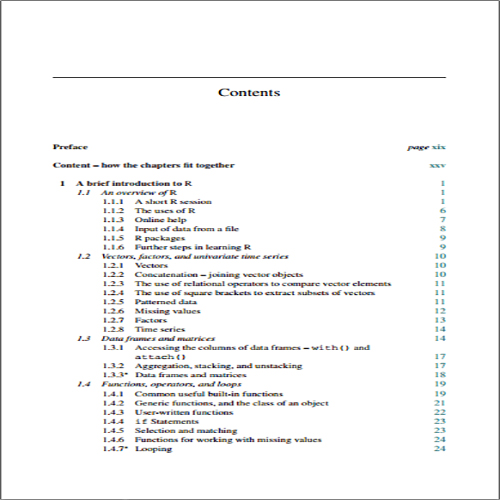 Contents
Preface page xix
Content – how the chapters fit together xxv
1 A brief introduction to R 1
1.1 An overview of R 1
1.1.1 A short R session 1
1.1.2 The uses of R 6
1.1.3 Online help 7
1.1.4 Input of data from a file 8
1.1.5 R packages 9
1.1.6 Further steps in learning R 9
1.2 Vectors, factors, and univariate time series 10
1.2.1 Vectors 10
1.2.2 Concatenation – joining vector objects 10
1.2.3 The use of relational operators to compare vector elements 11
1.2.4 The use of square brackets to extract subsets of vectors 11
1.2.5 Patterned data 11
1.2.6 Missing values 12
1.2.7 Factors 13
1.2.8 Time series 14
1.3 Data frames and matrices 14
1.3.1 Accessing the columns of data frames – with() and
attach() 17
1.3.2 Aggregation, stacking, and unstacking 17
1.3.3* Data frames and matrices 18
1.4 Functions, operators, and loops 19
1.4.1 Common useful built-in functions 19
1.4.2 Generic functions, and the class of an object 21
1.4.3 User-written functions 22
1.4.4 if Statements 23
1.4.5 Selection and matching 23
1.4.6 Functions for working with missing values 24
1.4.7* Looping 24